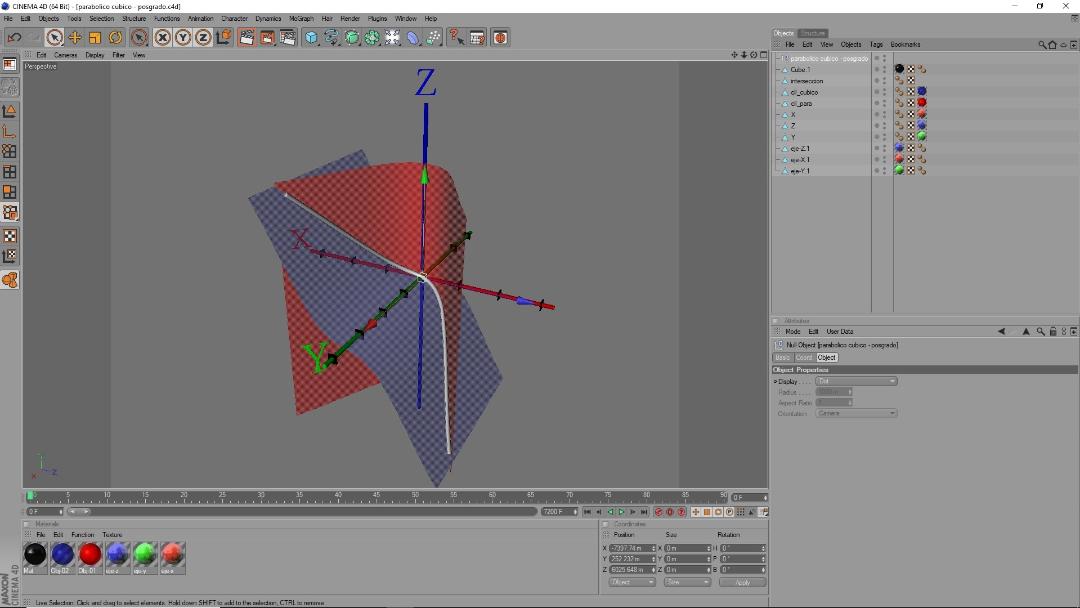 CINEMA 4D (64 Bit) - [parabolico cubico - posgrado.c4d]
File Edit Objects Tools Selection Structure Functions Animation Character Dynamics MoGraph Hair Render Plugins Window Help
Edit Cameras Display Filter View
Perspective
Z
X
Y
Objects Structure
File Edit View Objects Tags Bookmarks
parabolico cubico - posgrado
Cube.1
interseccion
cil_cubico
cil_para
X
Z
Y
eje-Z.1
eje-X.1
eje-Y.1
Attributes
Mode Edit User Data
Null Object [parabolico cubico - posgrado]
Basic Coord. Object
Object Properties
Display . . . . Dot
Radius . . . . .
Aspect Ratio
Orientation . Camera
0 5 10 15 20 25 30 35 40 45 50 55 60 65 70 75 80 85 90 0 F
0 F 7200 F
Materials
File Edit Function Texture
Mat Obj-02 Obj-01 eje-z eje-y eje-x
Coordinates
Position Size Rotation
X -7397.74 m X 0 m H 0 °
Y 252.232 m Y 0 m P 0 °
Z 6025.648 m Z 0 m B 0 °
Object Size Apply
MAXON CINEMA 4D
Live Selection: Click and drag to select elements. Hold down SHIFT to add to the selection, CTRL to remove.